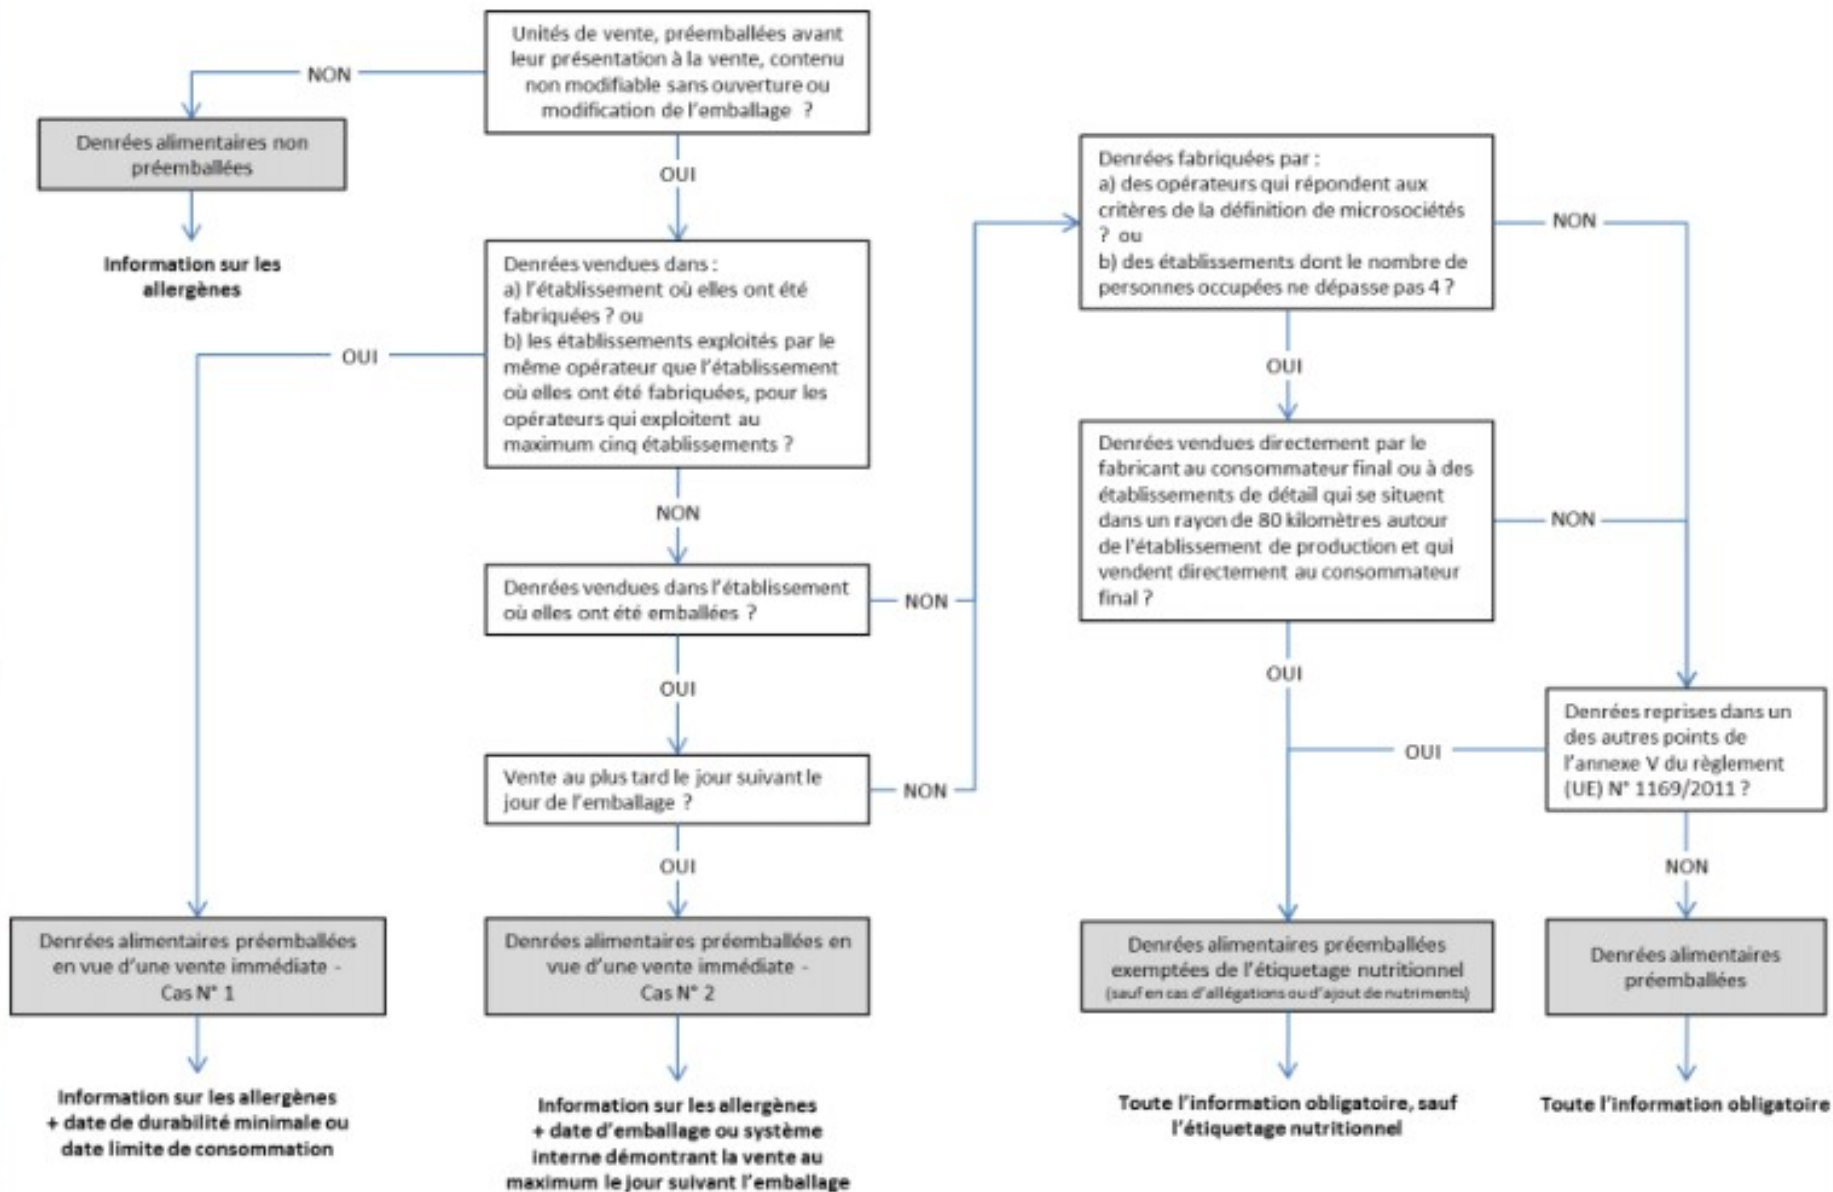 Unités de vente, préemballées avant
leur présentation à la vente, contenu
non modifiable sans ouverture ou
modification de l'emballage ?
NON
Denrées alimentaires non
préemballées
Information sur les
allergènes
OUI
Denrées vendues dans :
a) l'établissement où elles ont été
fabriquées ? ou
b) les établissements exploités par le
même opérateur que l'établissement
où elles ont été fabriquées, pour les
opérateurs qui exploitent au
maximum cinq établissements ?
OUI
NON
Denrées vendues dans l'établissement
où elles ont été emballées ?
NON
OUI
Vente au plus tard le jour suivant le
jour de l'emballage ?
NON
OUI
Denrées alimentaires préemballées
en vue d'une vente immédiate -
Cas N° 1
Information sur les allergènes
+ date de durabilité minimale ou
date limite de consommation
Denrées alimentaires préemballées en
vue d'une vente immédiate -
Cas N° 2
Information sur les allergènes
+ date d'emballage ou système
interne démontrant la vente au
maximum le jour suivant l'emballage
Denrées fabriquées par :
a) des opérateurs qui répondent aux
critères de la définition de microsociétés
? ou
b) des établissements dont le nombre de
personnes occupées ne dépasse pas 4 ?
NON
OUI
Denrées vendues directement par le
fabricant au consommateur final ou à des
établissements de détail qui se situent
dans un rayon de 80 kilomètres autour
de l'établissement de production et qui
vendent directement au consommateur
final ?
NON
OUI
Denrées reprises dans un
des autres points de
l'annexe V du règlement
(UE) N° 1169/2011 ?
OUI
NON
Denrées alimentaires préemballées
exemptées de l'étiquetage nutritionnel
(sauf en cas d'allégations ou d'ajout de nutriments)
Toute l'information obligatoire, sauf
l'étiquetage nutritionnel
Denrées alimentaires
préemballées
Toute l'information obligatoire